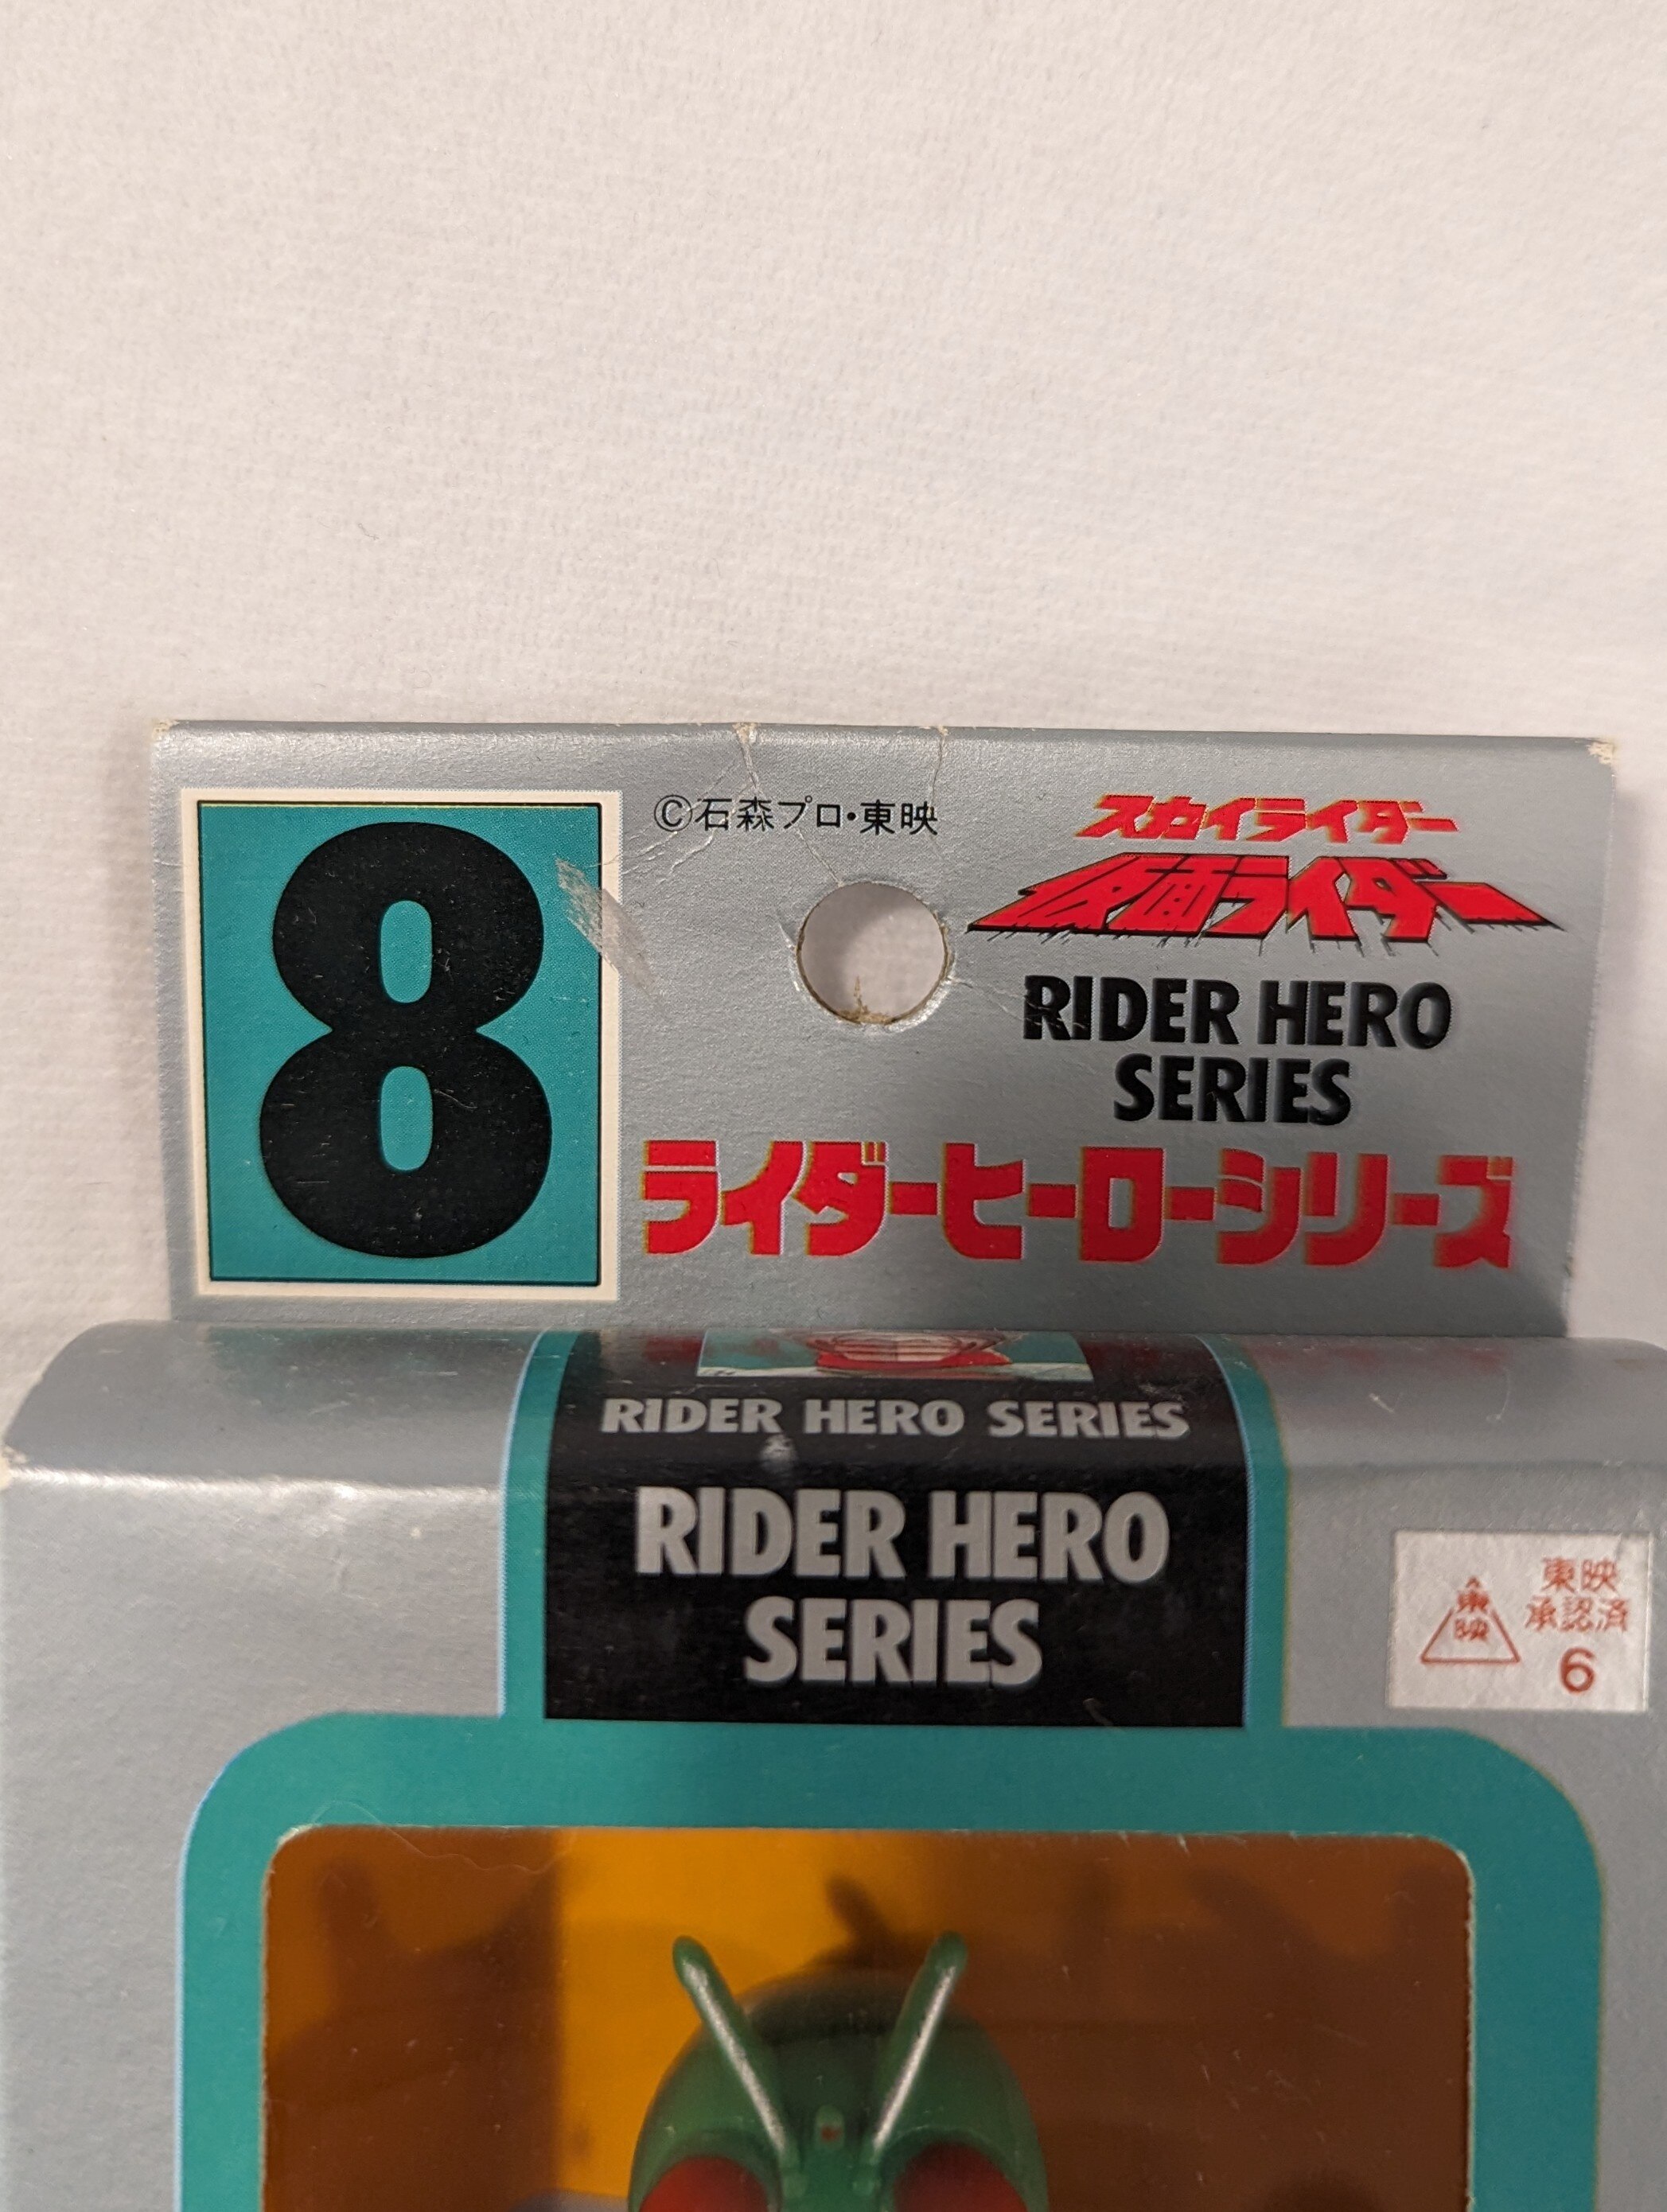 8
©石森プロ・東映
スカイライダー
仮面ライダー
RIDER HERO
SERIES
ライダーヒーローシリーズ
RIDER HERO SERIES
RIDER HERO
SERIES
東映
東映
承認済
6